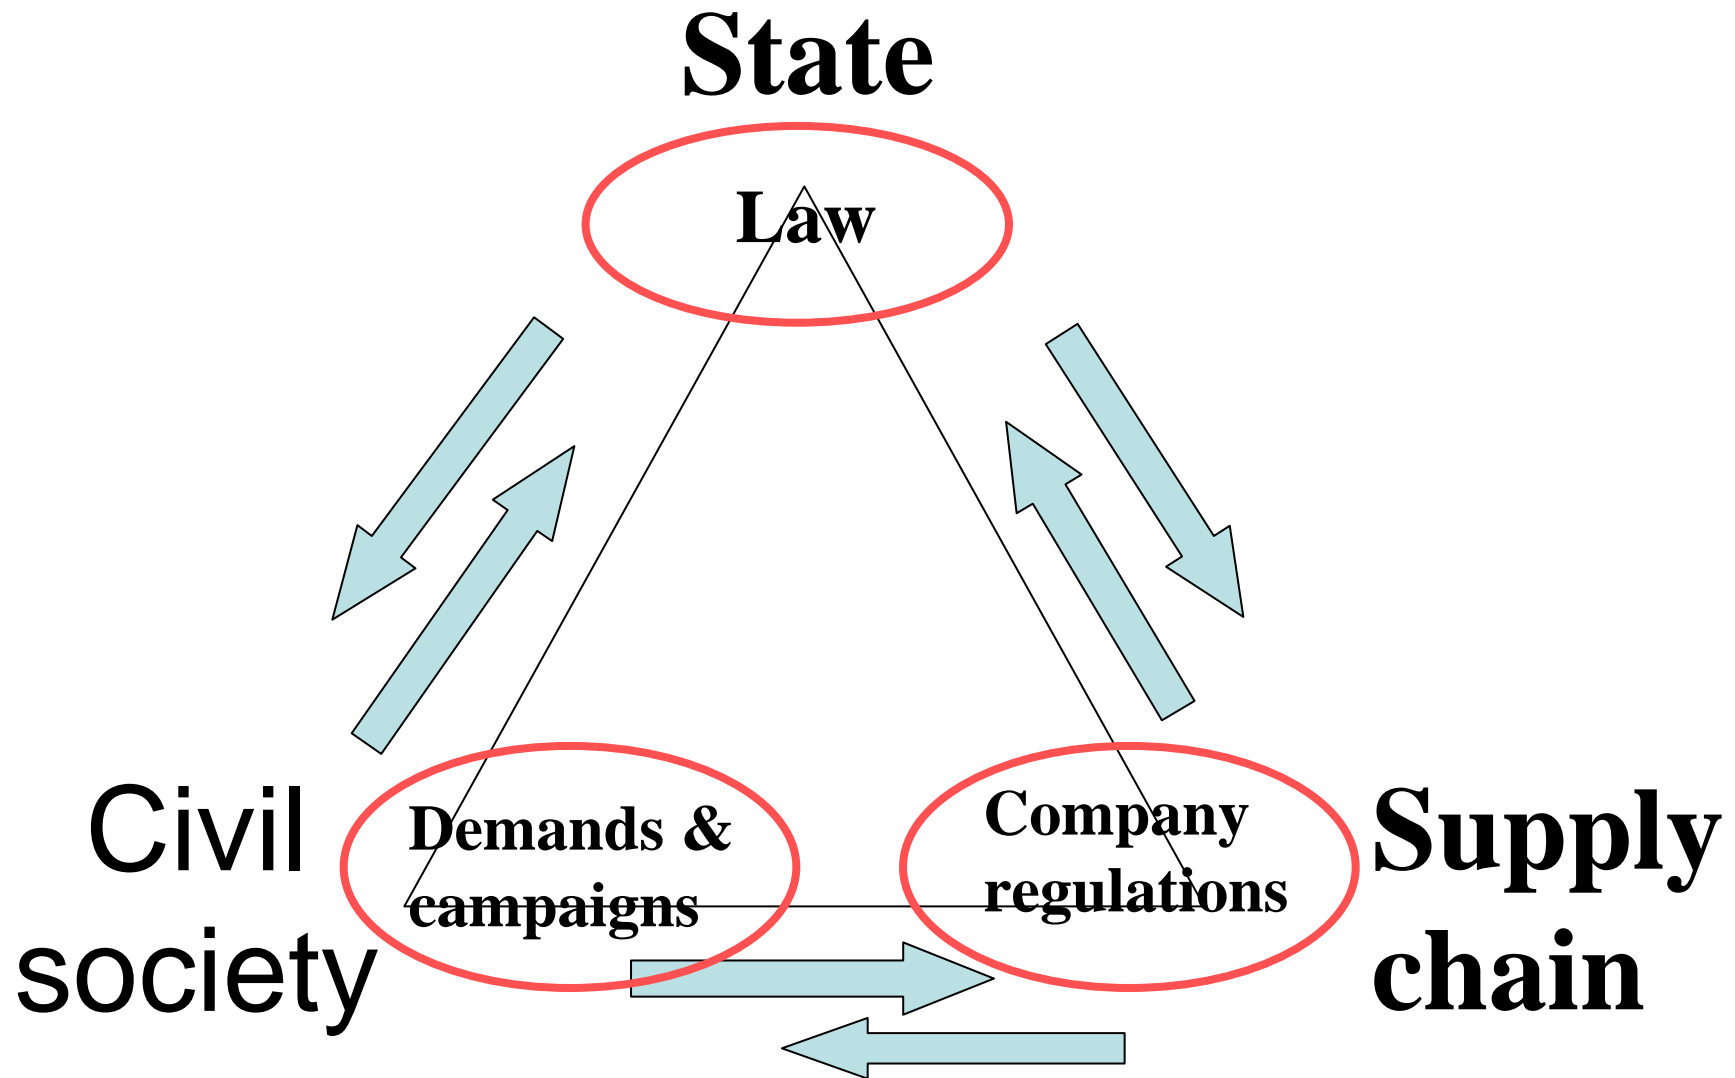 State
Law
Civil
society
Demands &
campaigns
Company
regulations
Supply
chain